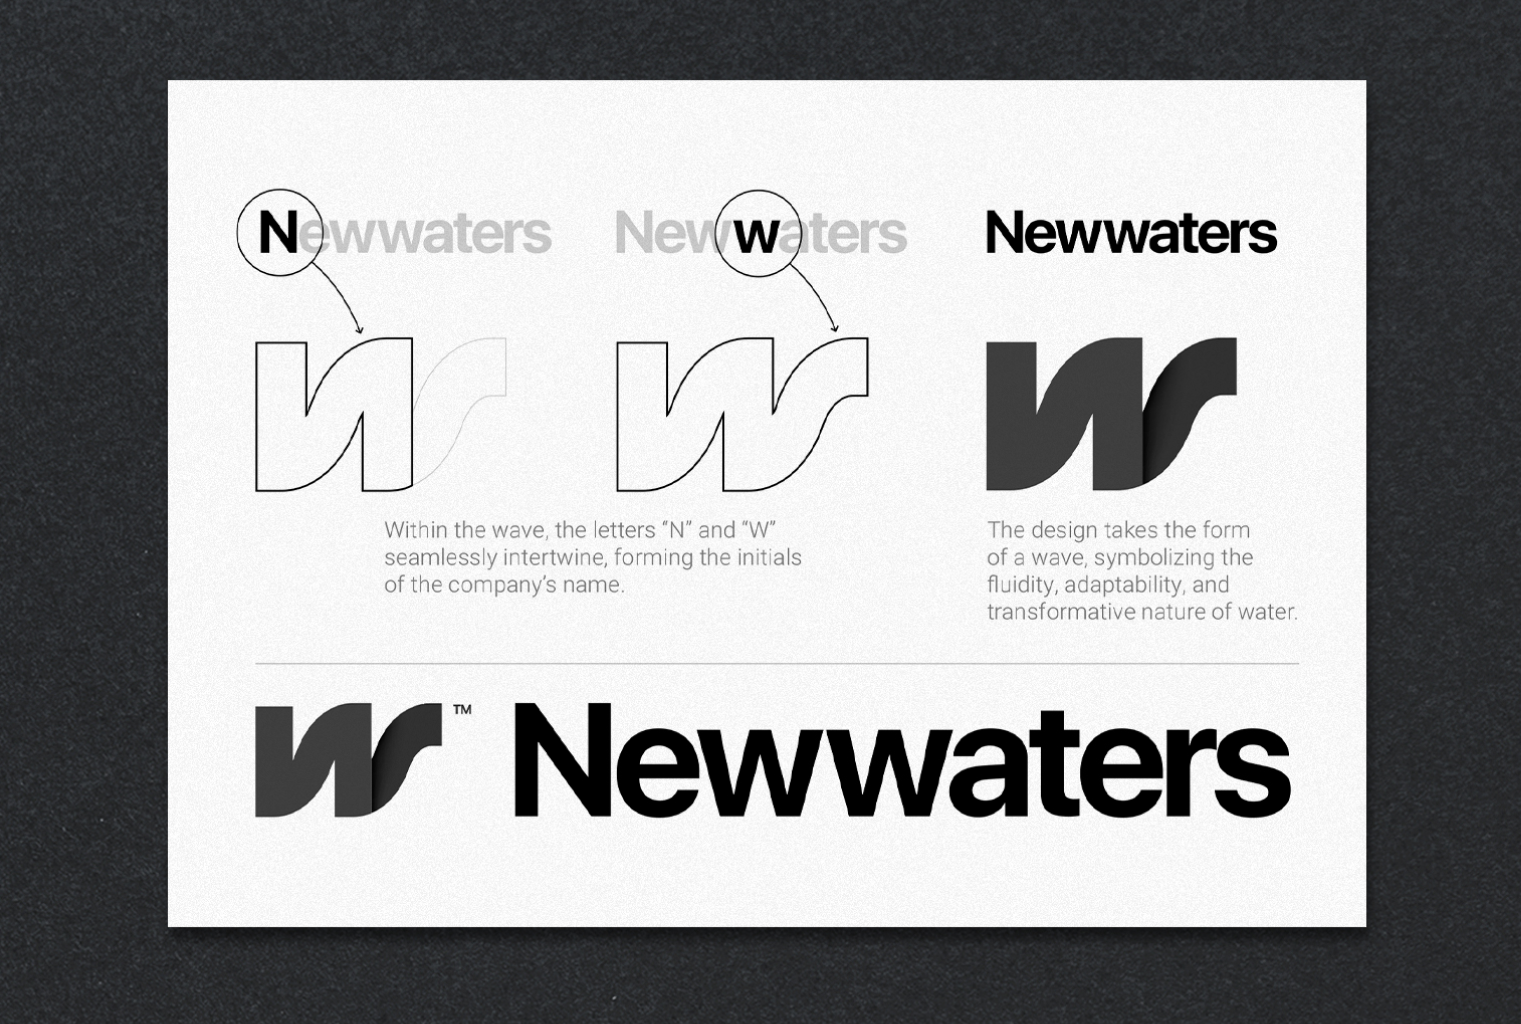 Newwaters
Newwaters
Newwaters
Within the wave, the letters “N” and “W”
seamlessly intertwine, forming the initials
of the company’s name.
The design takes the form
of a wave, symbolizing the
fluidity, adaptability, and
transformative nature of water.
™ Newwaters